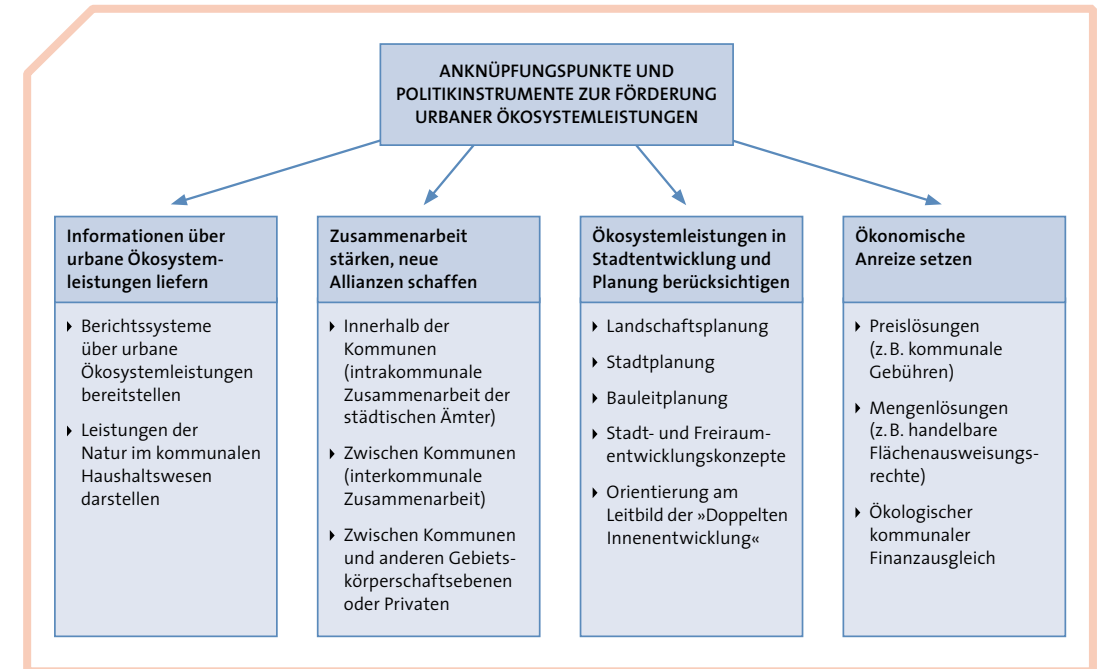 ANKNÜPFUNGSPUNKTE UND
POLITIKINSTRUMENTE ZUR FÖRDERUNG
URBANER ÖKOSYSTEMLEISTUNGEN
Informationen über
urbane Ökosystem-
leistungen liefern
▸ Berichtssysteme
über urbane
Ökosystemleistungen
bereitstellen
▸ Leistungen der
Natur im kommunalen
Haushaltswesen
darstellen
Zusammenarbeit
stärken, neue
Allianzen schaffen
▸ Innerhalb der
Kommunen
(intrakommunale
Zusammenarbeit der
städtischen Ämter)
▸ Zwischen Kommunen
(interkommunale
Zusammenarbeit)
▸ Zwischen Kommunen
und anderen Gebiets-
körperschaftsebenen
oder Privaten
Ökosystemleistungen in
Stadtentwicklung und
Planung berücksichtigen
▸ Landschaftsplanung
▸ Stadtplanung
▸ Bauleitplanung
▸ Stadt- und Freiraum-
entwicklungskonzepte
▸ Orientierung am
Leitbild der »Doppelten
Innenentwicklung«
Ökonomische
Anreize setzen
▸ Preislösungen
(z. B. kommunale
Gebühren)
▸ Mengenlösungen
(z. B. handelbare
Flächenausweisungs-
rechte)
▸ Ökologischer
kommunaler
Finanzausgleich